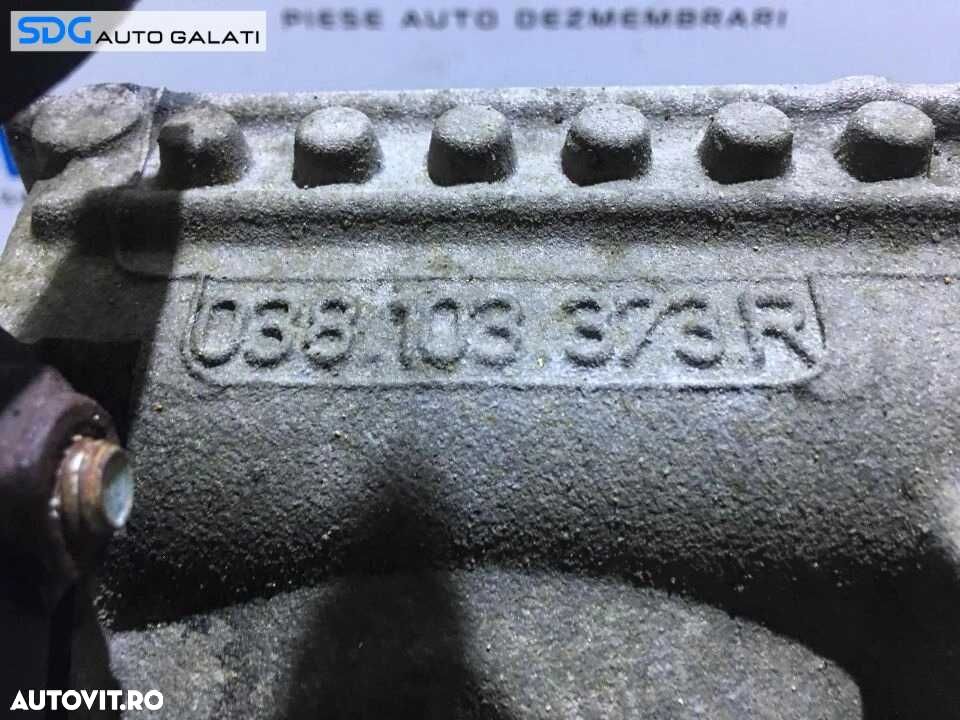 SDG AUTO GALATI
PIESE AUTO DEZMEMBRARI
038 103 373 R
AUTOVIT.RO